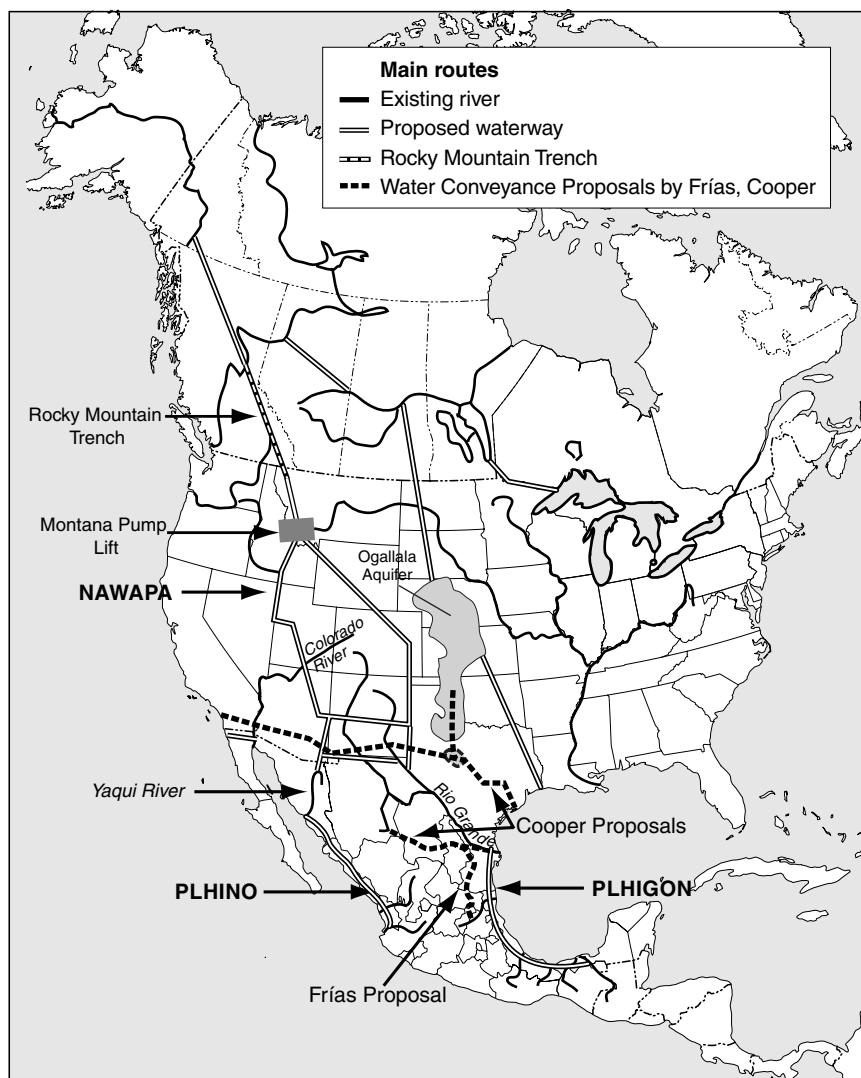 Main routes
Existing river
Proposed waterway
Rocky Mountain Trench
Water Conveyance Proposals by Frías, Cooper
Rocky Mountain
Trench
Montana Pump
Lift
Ogallala
Aquifer
NAWAPA
Colorado
River
Yaqui River
Rio Grande
Cooper Proposals
PLHINO
PLHIGON
Frías Proposal